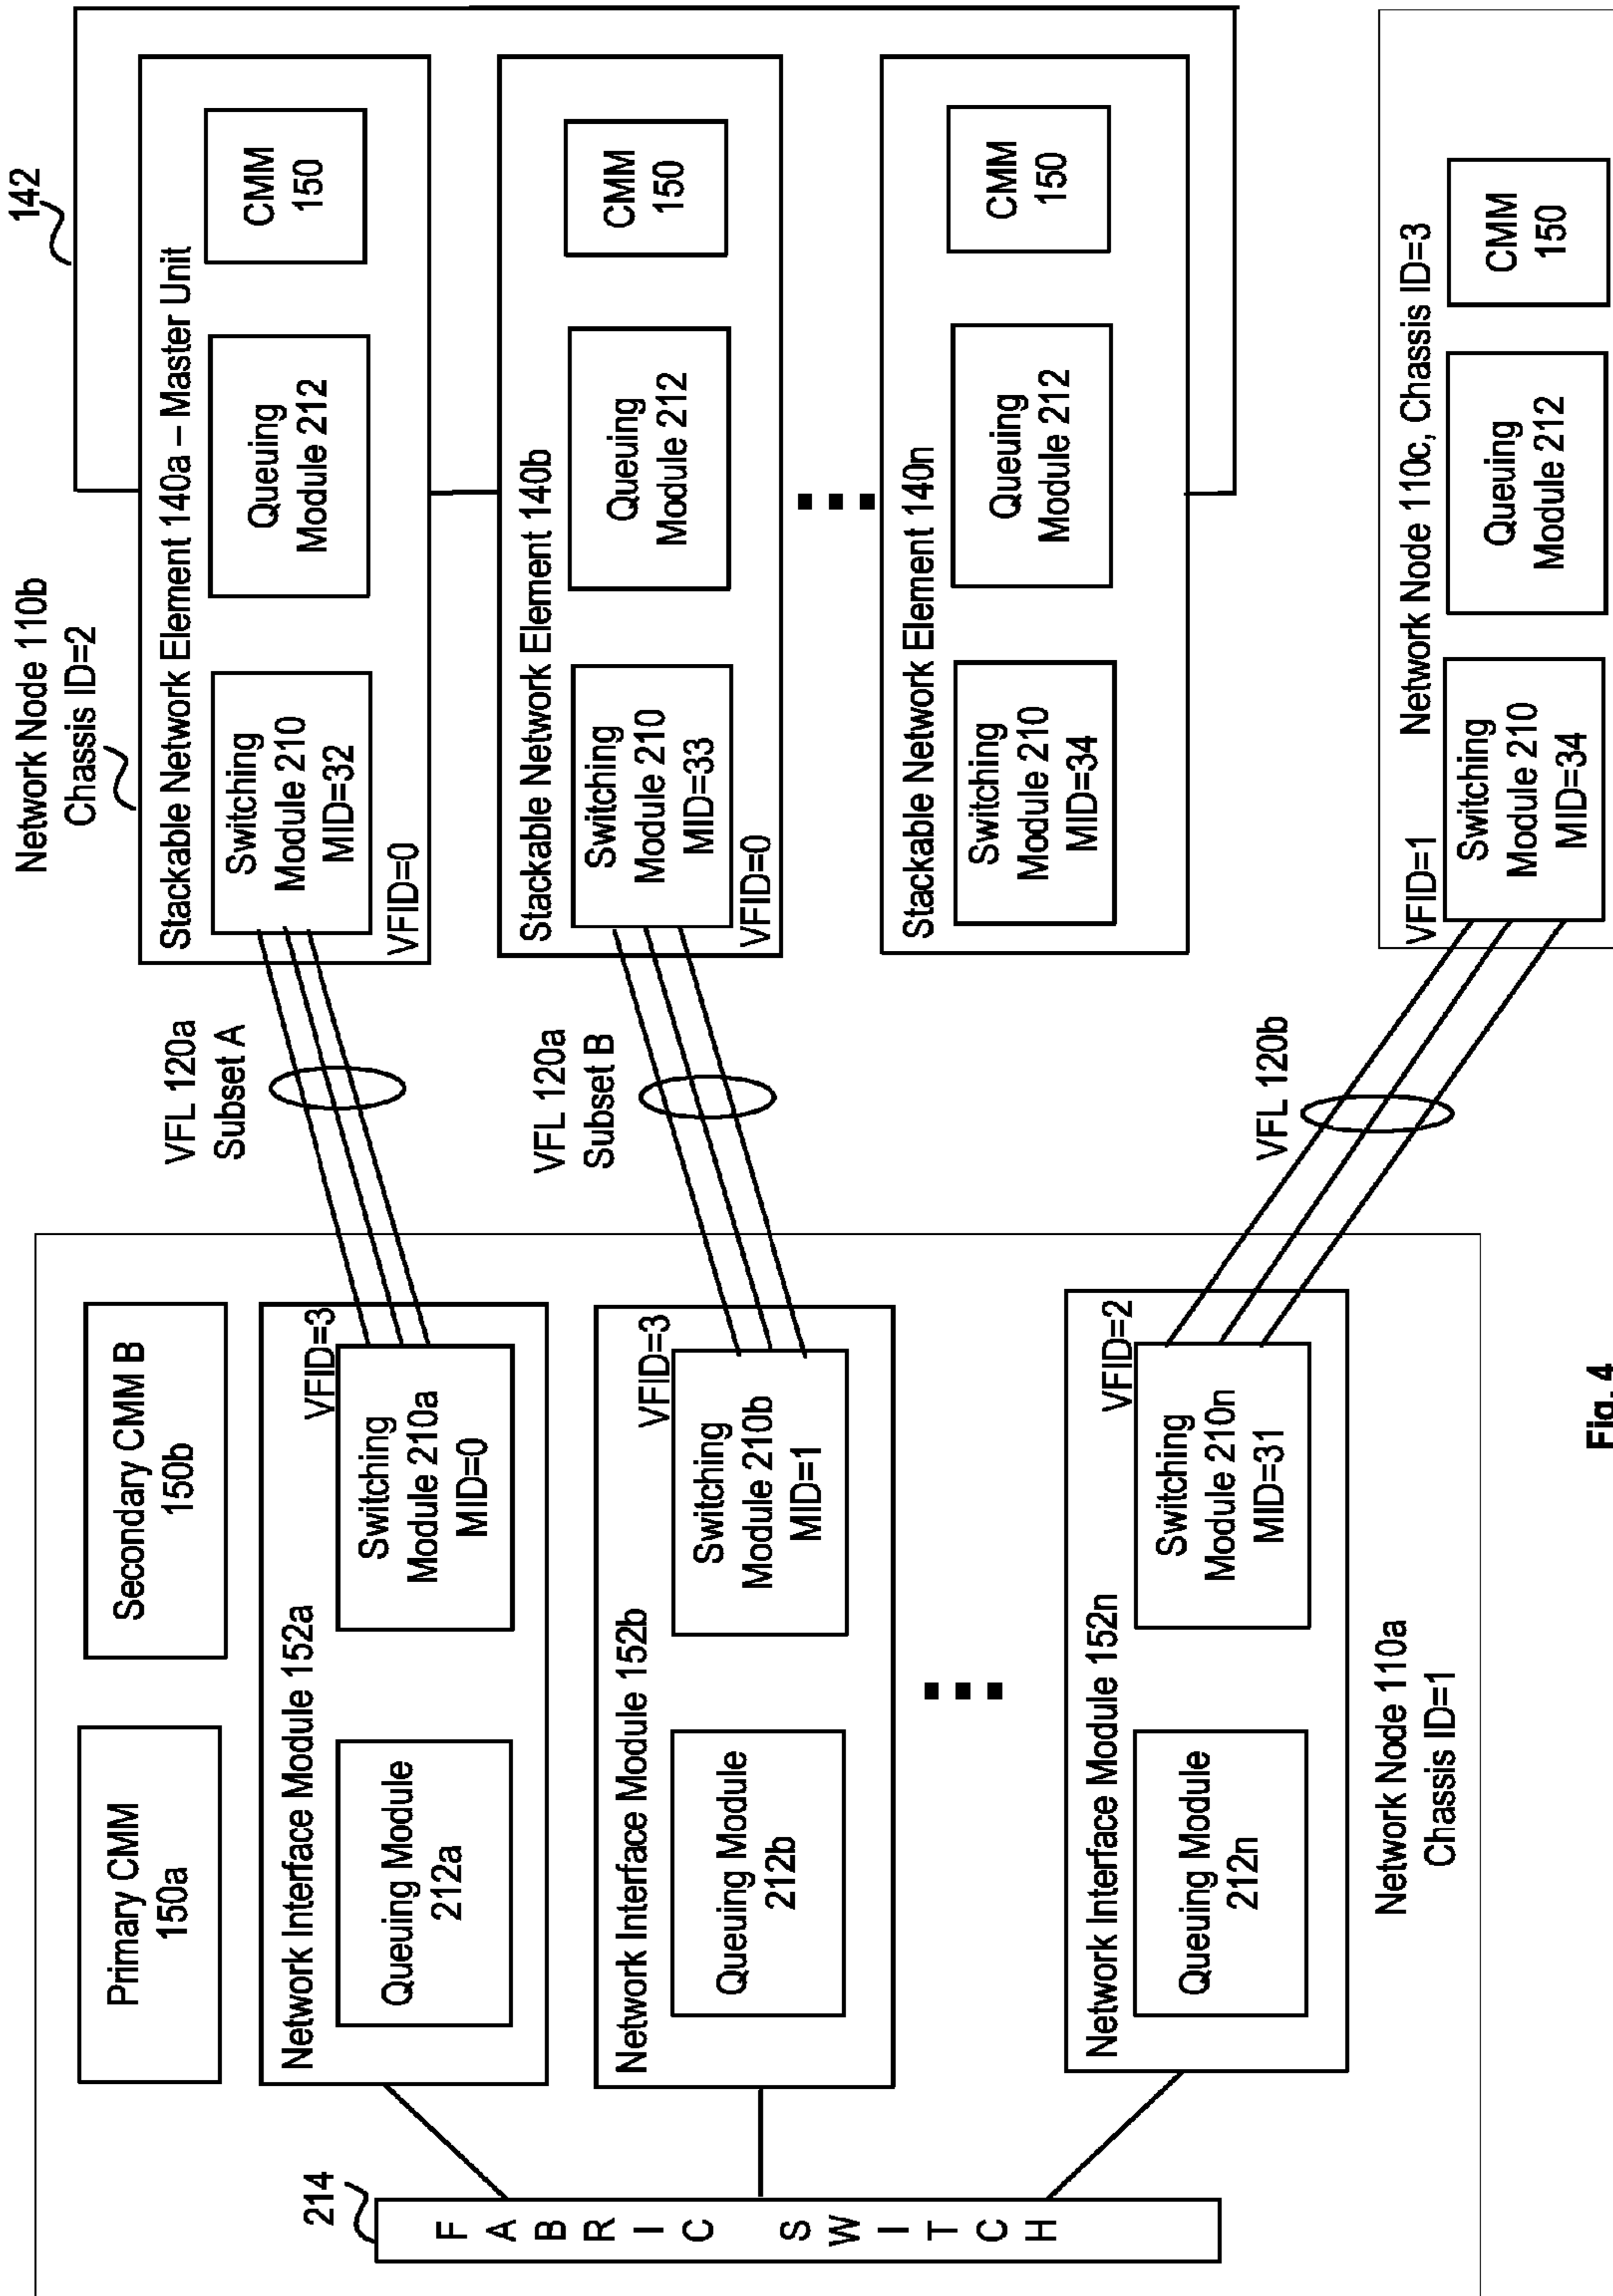 214
FABRIC SWITCH
Primary CMM
150a
Secondary CMM B
150b
Network Interface Module 152a
Queuing Module
212a
VFID=3
Switching
Module 210a
MID=0
Network Interface Module 152b
Queuing Module
212b
VFID=3
Switching
Module 210b
MID=1
Network Interface Module 152n
Queuing Module
212n
VFID=2
Switching
Module 210n
MID=31
Network Node 110a
Chassis ID=1
VFL 120a
Subset A
VFL 120a
Subset B
VFL 120b
Network Node 110b
Chassis ID=2
142
Stackable Network Element 140a – Master Unit
Switching
Module 210
MID=32
VFID=0
Queuing
Module 212
CMM
150
Stackable Network Element 140b
Switching
Module 210
MID=33
VFID=0
Queuing
Module 212
CMM
150
Stackable Network Element 140n
Switching
Module 210
MID=34
Queuing
Module 212
CMM
150
VFID=1
Network Node 110c, Chassis ID=3
Switching
Module 210
MID=34
Queuing
Module 212
CMM
150
Fig. 4